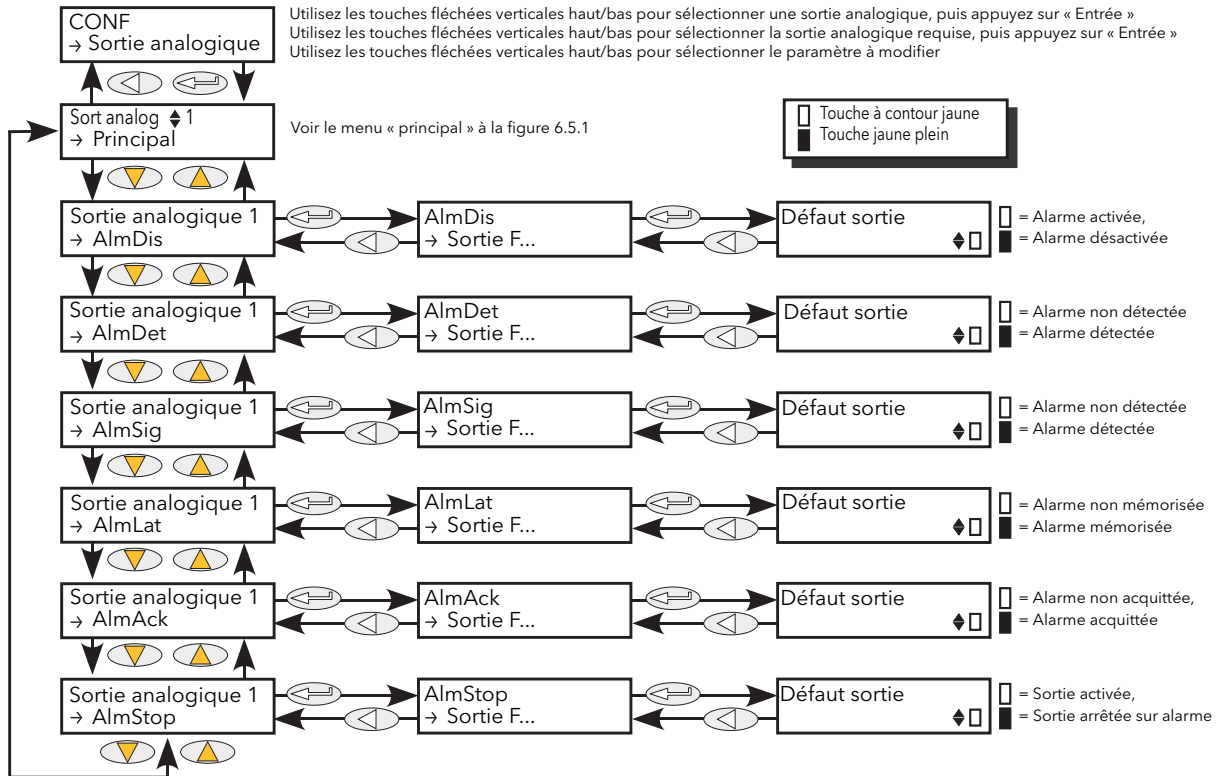 CONF
→ Sortie analogique
Utilisez les touches fléchées verticales haut/bas pour sélectionner une sortie analogique, puis appuyez sur « Entrée »
Utilisez les touches fléchées verticales haut/bas pour sélectionner la sortie analogique requise, puis appuyez sur « Entrée »
Utilisez les touches fléchées verticales haut/bas pour sélectionner le paramètre à modifier
Sort analog 1
→ Principal
Voir le menu « principal » à la figure 6.5.1
Touche à contour jaune
Touche jaune plein
Sortie analogique 1
→ AlmDis
AlmDis
→ Sortie F...
Défaut sortie
= Alarme activée,
= Alarme désactivée
Sortie analogique 1
→ AlmDet
AlmDet
→ Sortie F...
Défaut sortie
= Alarme non détectée
= Alarme détectée
Sortie analogique 1
→ AlmSig
AlmSig
→ Sortie F...
Défaut sortie
= Alarme non détectée
= Alarme détectée
Sortie analogique 1
→ AlmLat
AlmLat
→ Sortie F...
Défaut sortie
= Alarme non mémorisée
= Alarme mémorisée
Sortie analogique 1
→ AlmAck
AlmAck
→ Sortie F...
Défaut sortie
= Alarme non acquittée,
= Alarme acquittée
Sortie analogique 1
→ AlmStop
AlmStop
→ Sortie F...
Défaut sortie
= Sortie activée,
= Sortie arrêtée sur alarme